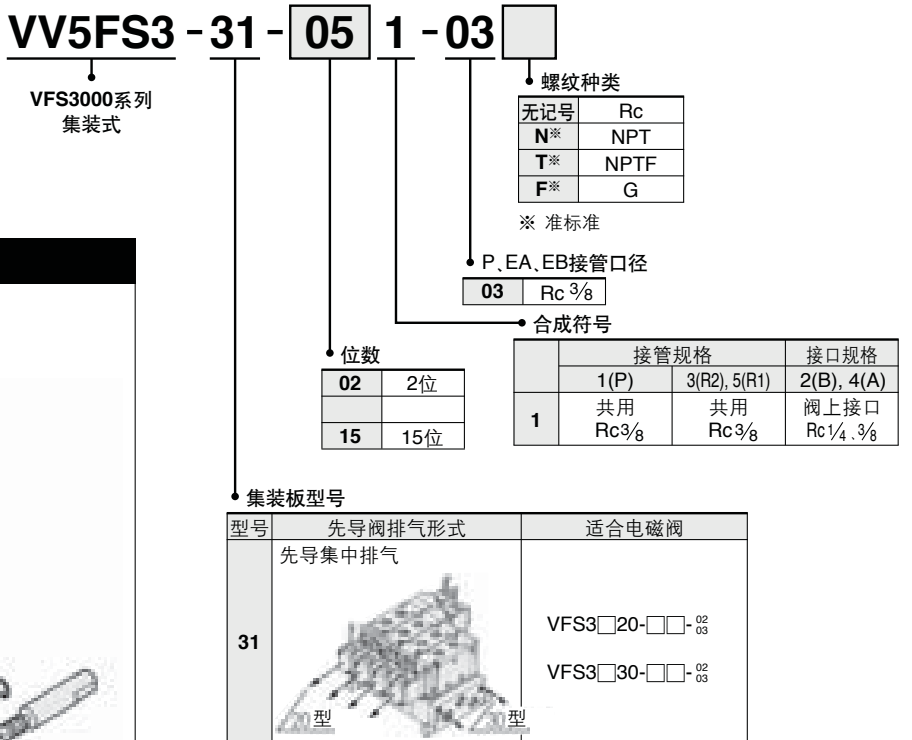 VV5FS3 - 31 - 05 1 - 03
VFS3000系列
集装式
螺纹种类
无记号 Rc
N※ NPT
T※ NPTF
F※ G
※ 准标准
P、EA、EB接管口径
03 Rc 3/8
合成符号
接管规格 接口规格
1(P) 3(R2), 5(R1) 2(B), 4(A)
1 共用 共用 阀上接口
Rc3/8 Rc3/8 Rc1/4、3/8
位数
02 2位
15 15位
集装板型号
型号 先导阀排气形式 适合电磁阀
31 先导集中排气
VFS3□20-□□-02 03
VFS3□30-□□-02 03
20型 20型